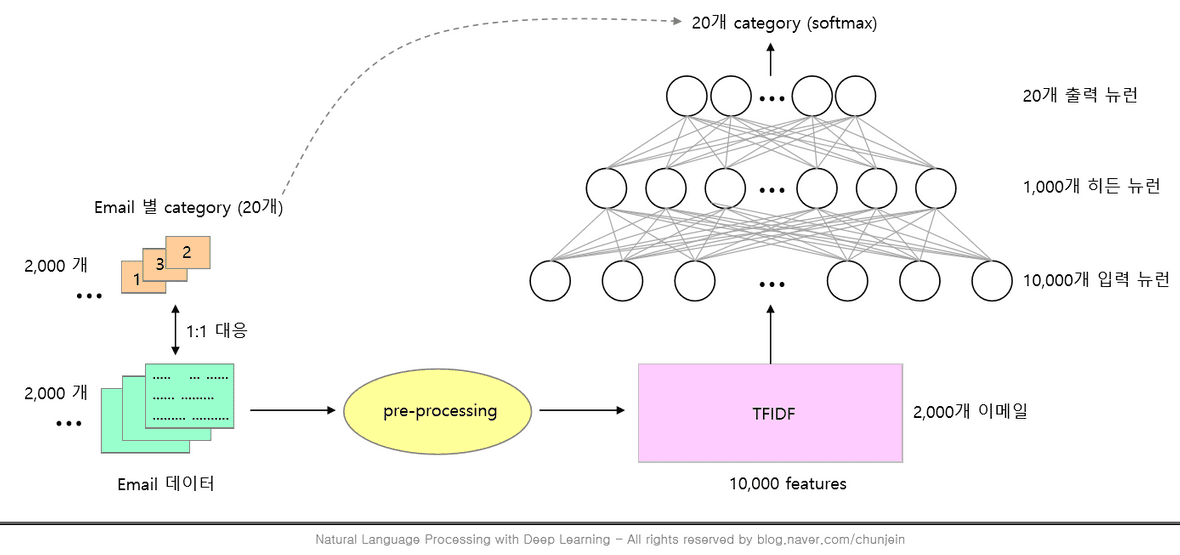 20개 category (softmax)
20개 출력 뉴런
1,000개 히든 뉴런
Email 별 category (20개)
2,000 개
...
1
3
2
10,000개 입력 뉴런
1:1 대응
2,000 개
...
..... ... ......
...... .........
......... ..........
Email 데이터
pre-processing
TFIDF
2,000개 이메일
10,000 features
Natural Language Processing with Deep Learning - All rights reserved by blog.naver.com/chunjein